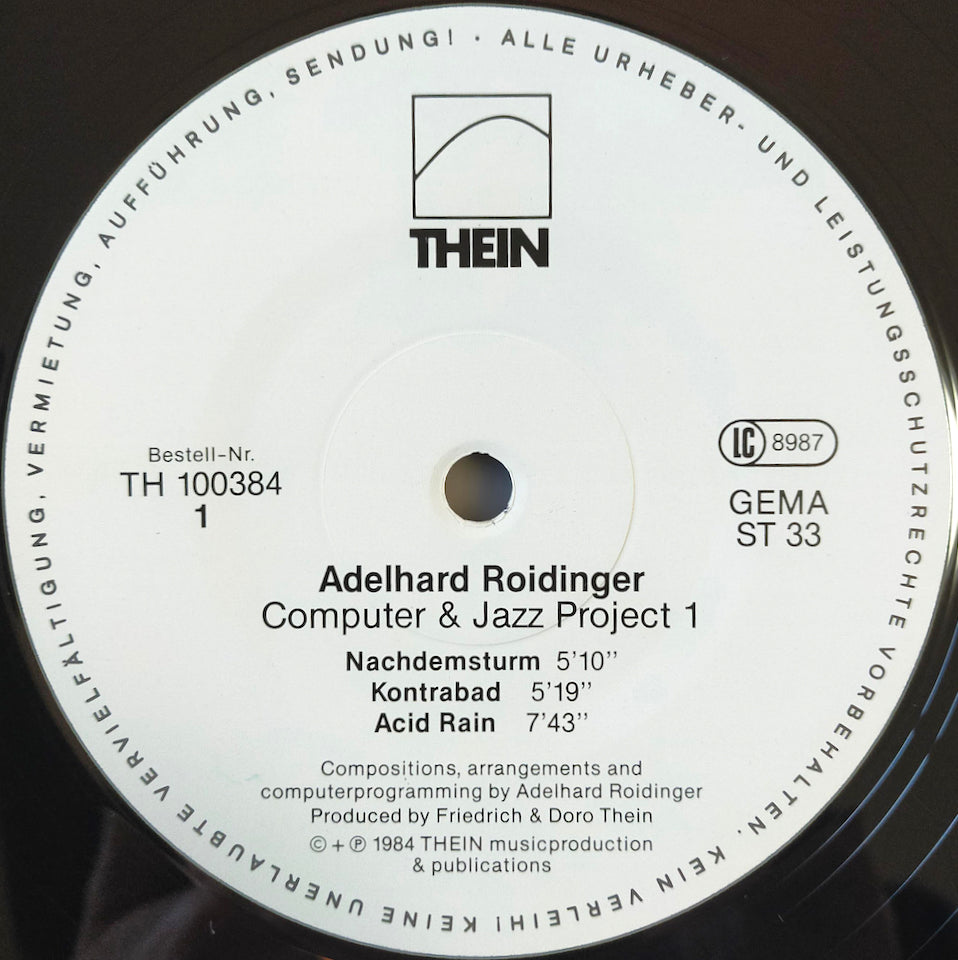 ALLE URHEBER- UND LEISTUNGSSCHUTZRECHTE VORBEHALTEN. KEIN VERLEIH! KEINE UNERLAUBTE VERVIELFÄLTIGUNG, VERMIETUNG, AUFFÜHRUNG, SENDUNG! ·
THEIN
Bestell-Nr.
TH 100384
1
LC 8987
GEMA
ST 33
Adelhard Roidinger
Computer & Jazz Project 1
Nachdemsturm 5'10''
Kontrabad 5'19''
Acid Rain 7'43''
Compositions, arrangements and
computerprogramming by Adelhard Roidinger
Produced by Friedrich & Doro Thein
© + ℗ 1984 THEIN musicproduction
& publications